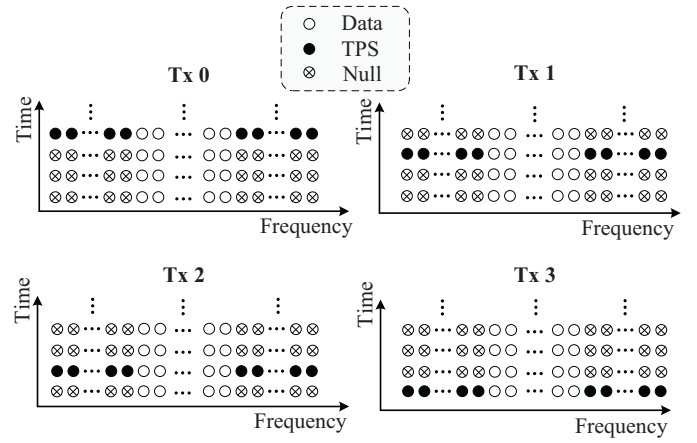 Data
TPS
Null
Tx 0
Tx 1
Time
Frequency
Time
Frequency
Tx 2
Tx 3
Time
Frequency
Time
Frequency